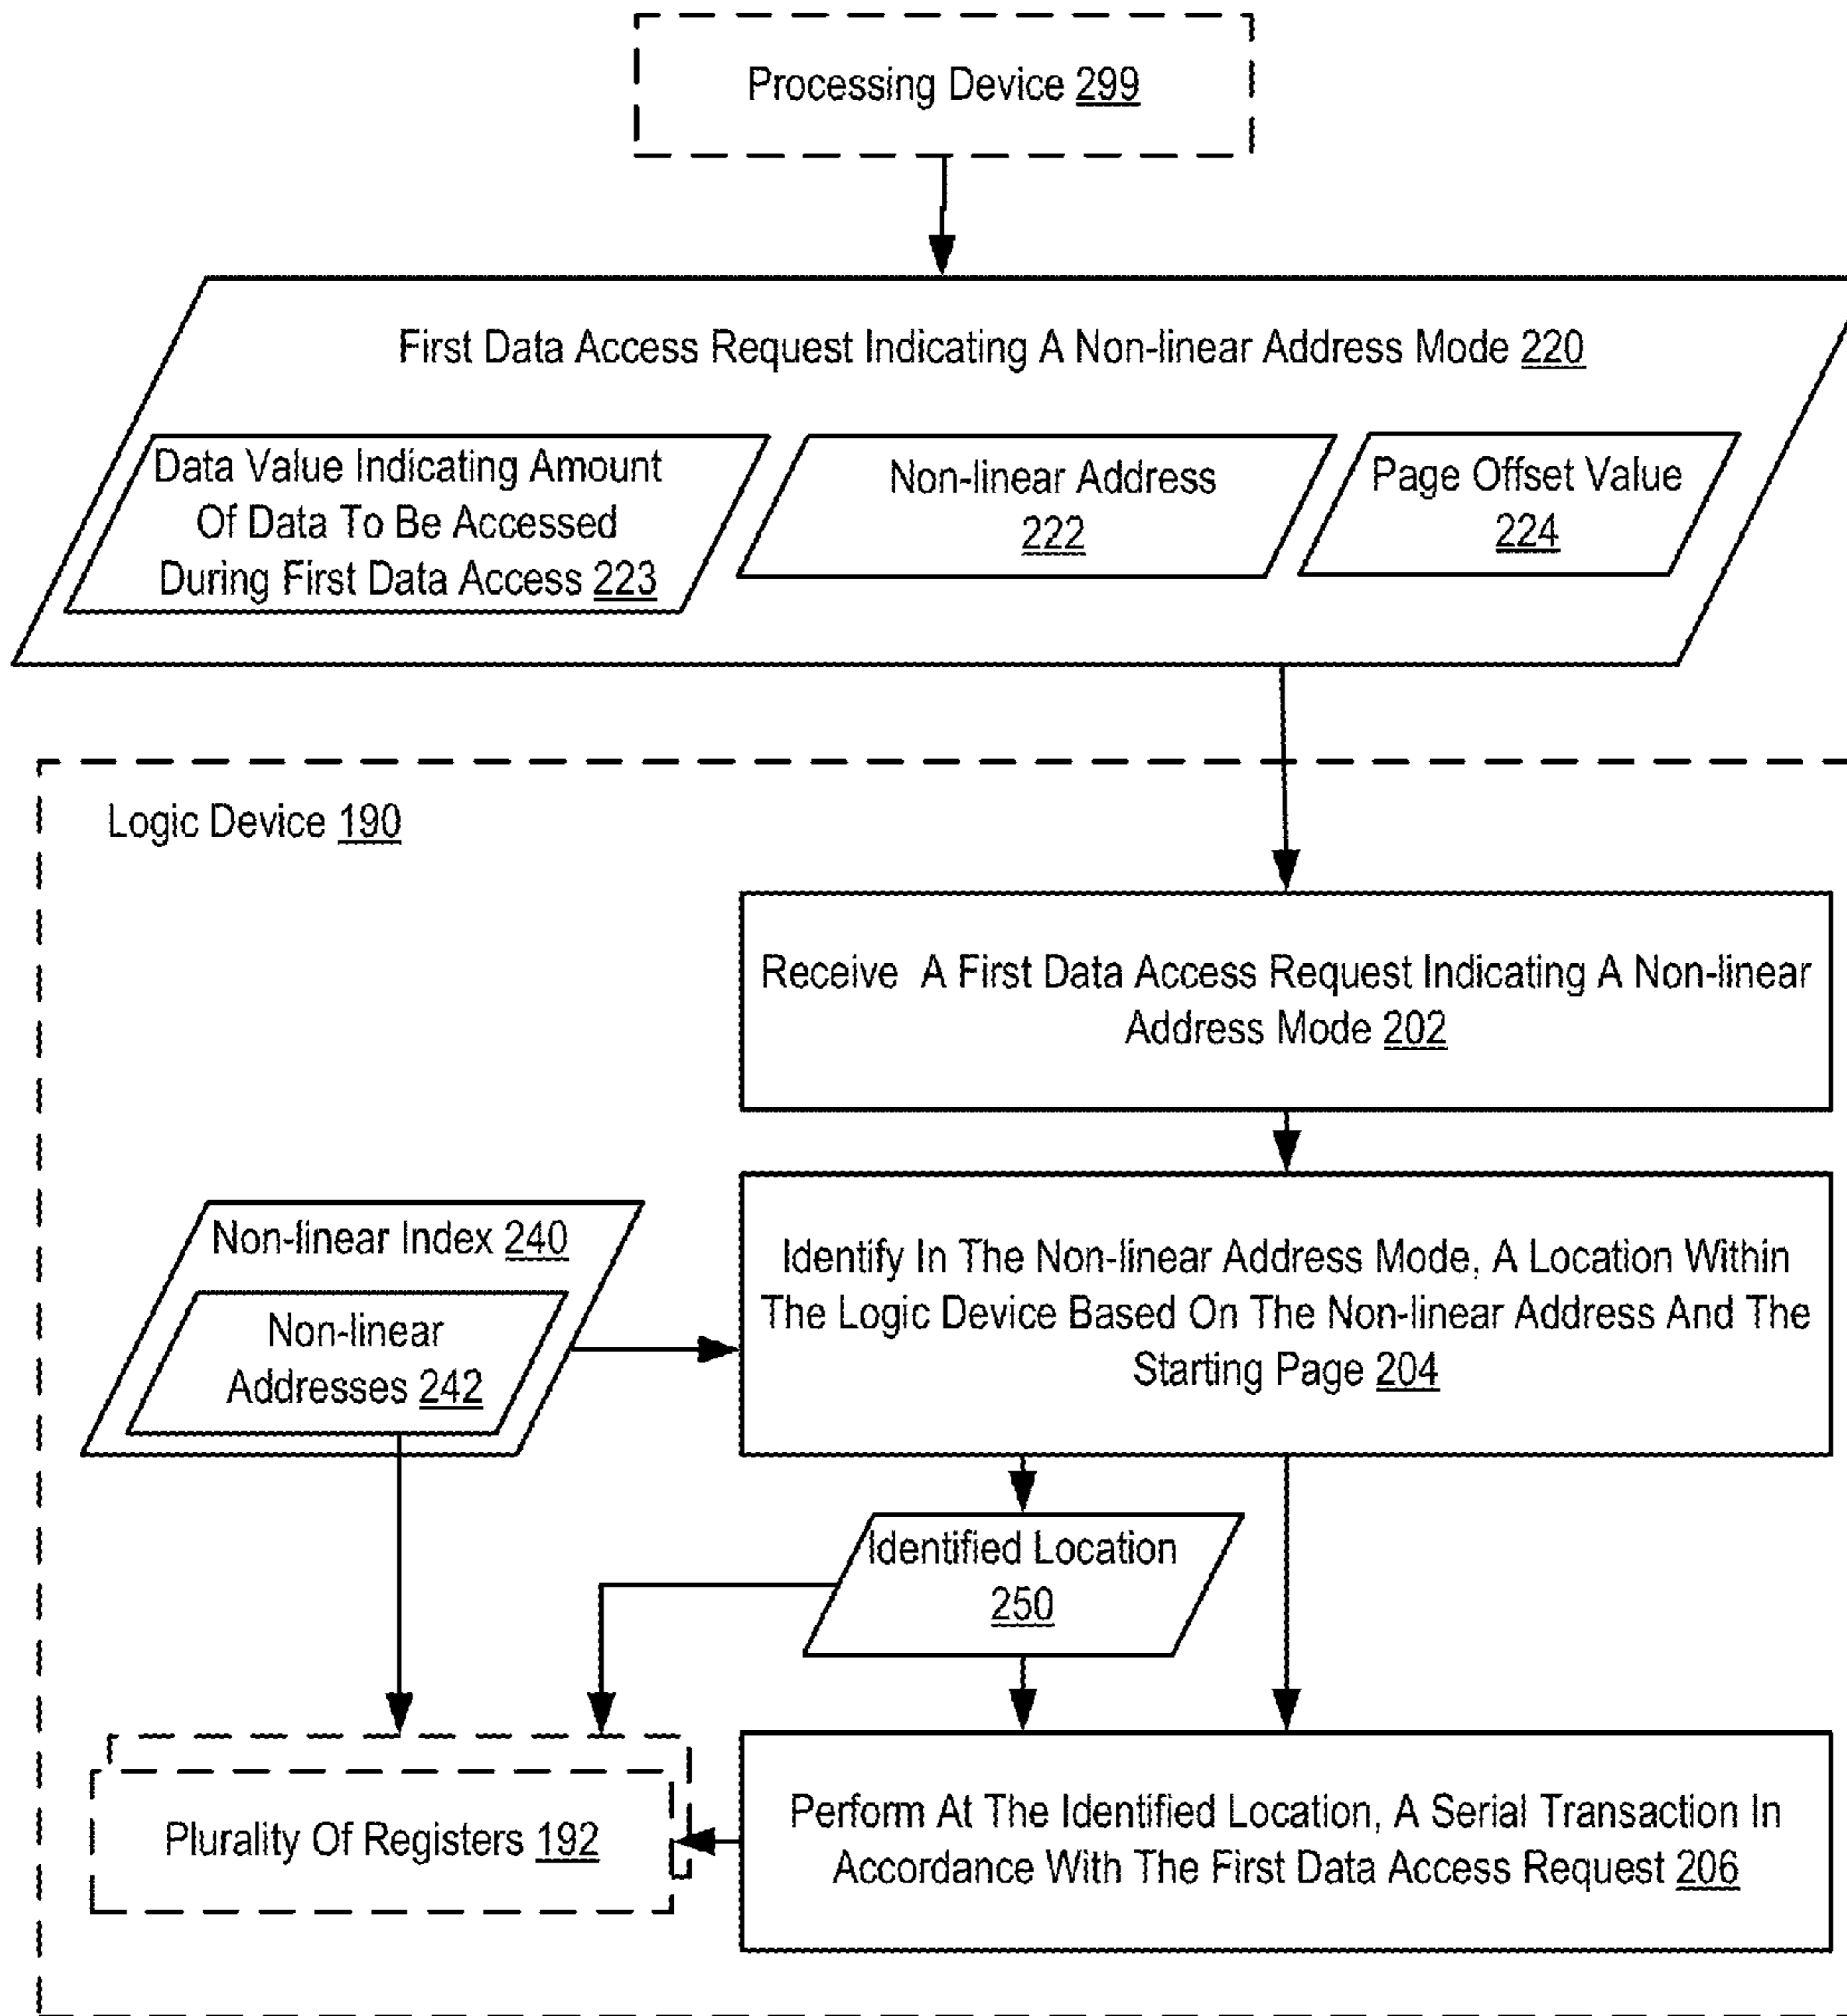 Processing Device 299
First Data Access Request Indicating A Non-linear Address Mode 220
Data Value Indicating Amount
Of Data To Be Accessed
During First Data Access 223
Non-linear Address
222
Page Offset Value
224
Logic Device 190
Receive A First Data Access Request Indicating A Non-linear
Address Mode 202
Non-linear Index 240
Non-linear
Addresses 242
Identify In The Non-linear Address Mode, A Location Within
The Logic Device Based On The Non-linear Address And The
Starting Page 204
Identified Location
250
Plurality Of Registers 192
Perform At The Identified Location, A Serial Transaction In
Accordance With The First Data Access Request 206